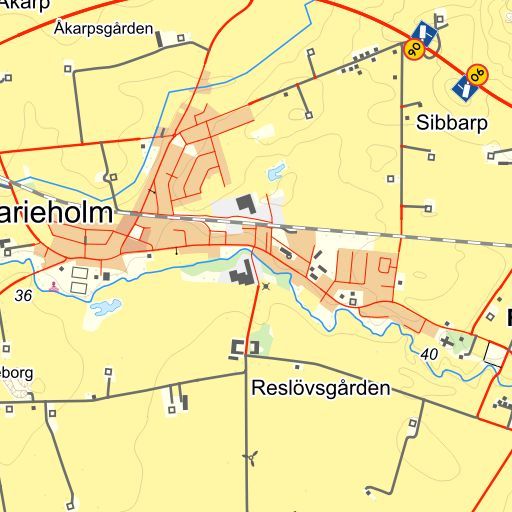 Åkarp
Åkarpsgården
90
90
Sibbarp
arieholm
36
40
eborg
Reslövsgården